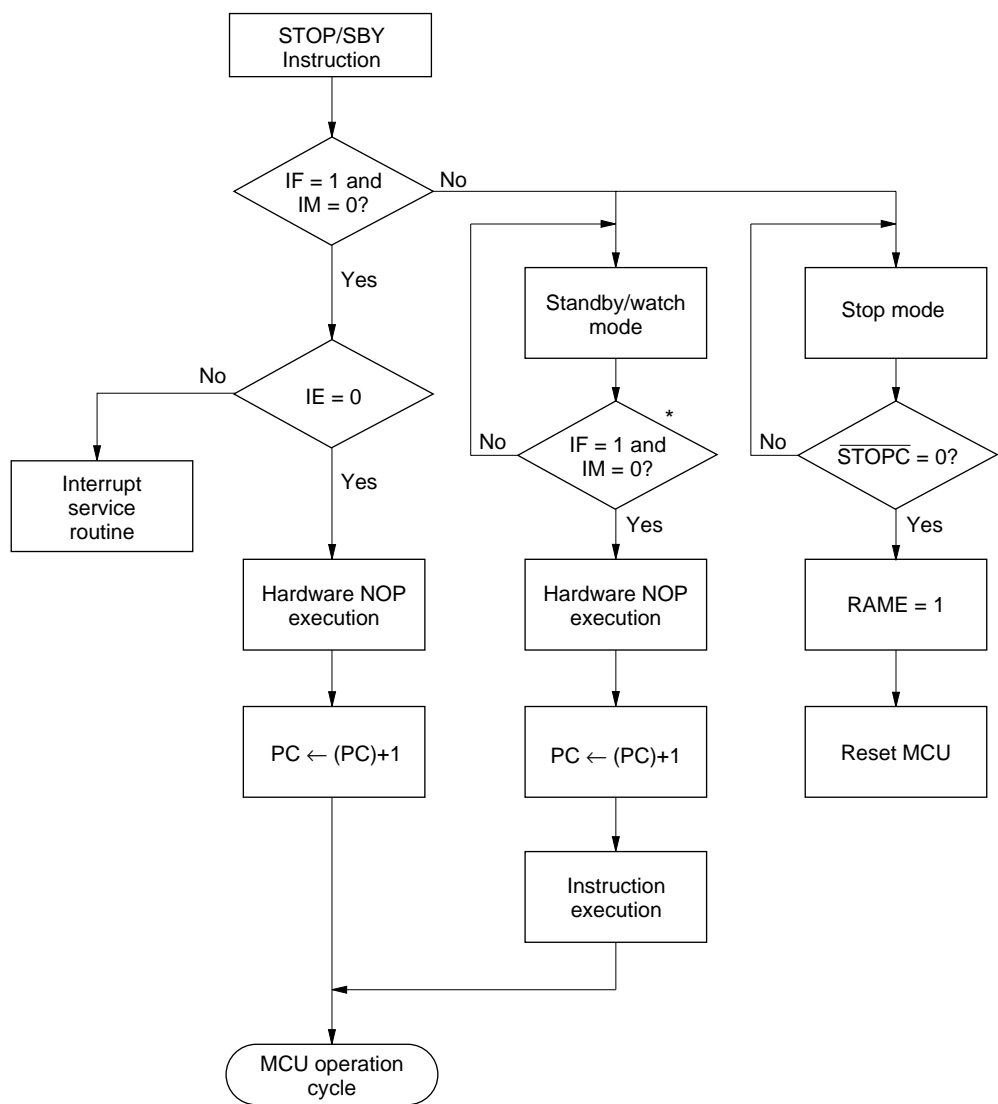 STOP/SBY
Instruction
IF = 1 and
IM = 0?
No
Yes
IE = 0
No
Yes
Interrupt
service
routine
Hardware NOP
execution
PC ← (PC)+1
Standby/watch
mode
*
IF = 1 and
IM = 0?
No
Yes
Hardware NOP
execution
PC ← (PC)+1
Instruction
execution
Stop mode
S̅T̅O̅P̅C̅ = 0?
No
Yes
RAME = 1
Reset MCU
MCU operation
cycle